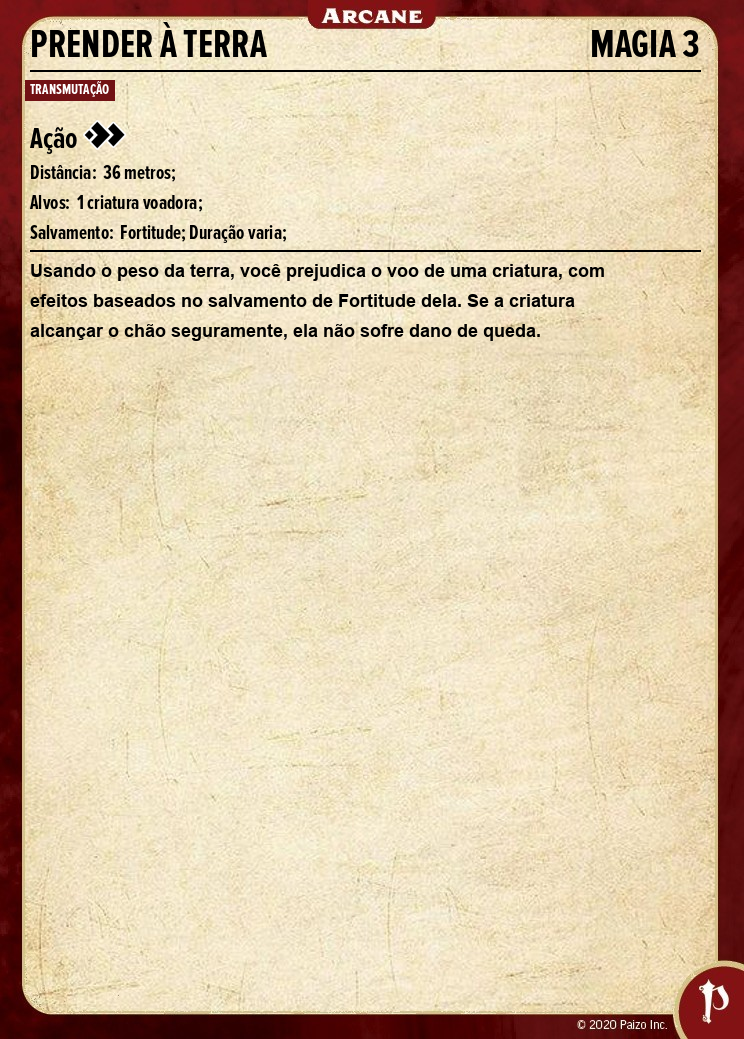 ARCANE
PRENDER À TERRA
MAGIA 3
TRANSMUTAÇÃO
Ação
Distância: 36 metros;
Alvos: 1 criatura voadora;
Salvamento: Fortitude; Duração varia;
Usando o peso da terra, você prejudica o voo de uma criatura, com
efeitos baseados no salvamento de Fortitude dela. Se a criatura
alcançar o chão seguramente, ela não sofre dano de queda.
© 2020 Paizo Inc.
P